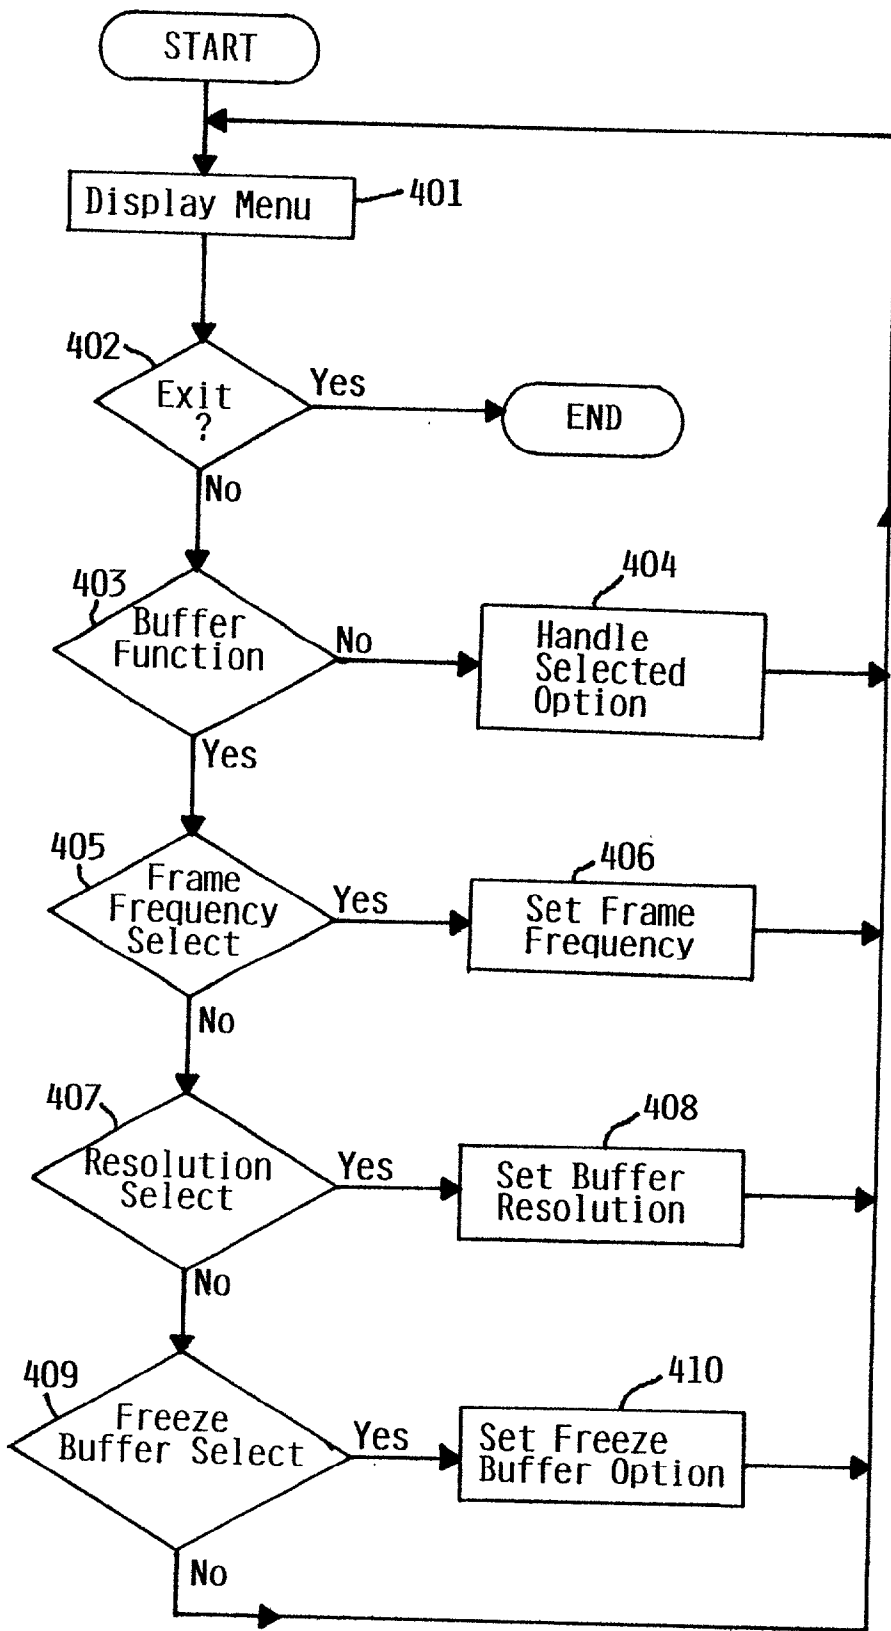 START
Display Menu
401
402
Exit
?
Yes
END
No
403
Buffer
Function
No
404
Handle
Selected
Option
Yes
405
Frame
Frequency
Select
Yes
406
Set Frame
Frequency
No
407
Resolution
Select
Yes
408
Set Buffer
Resolution
No
409
Freeze
Buffer Select
Yes
410
Set Freeze
Buffer Option
No